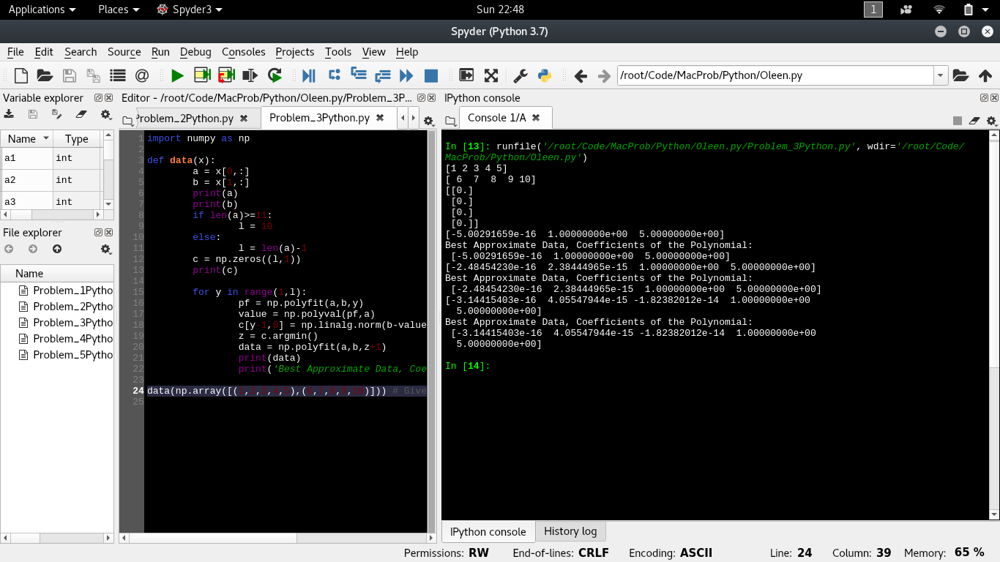 Applications Places Spyder3 Sun 22:48 1
Spyder (Python 3.7)
File Edit Search Source Run Debug Consoles Projects Tools View Help
/root/Code/MacProb/Python/Oleen.py
Variable explorer
Name Type
a1 int
a2 int
a3 int
File explorer
Name
Problem_1Pytho
Problem_2Pytho
Problem_3Pytho
Problem_4Pytho
Problem_5Pytho
Editor - /root/Code/MacProb/Python/Oleen.py/Problem_3P...
Problem_2Python.py Problem_3Python.py
1 import numpy as np
2
3 def data(x):
4 a = x[0,:]
5 b = x[1,:]
6 print(a)
7 print(b)
8 if len(a)>=11:
9 l = 10
10 else:
11 l = len(a)-1
12 c = np.zeros((l,1))
13 print(c)
14
15 for y in range(1,l):
16 pf = np.polyfit(a,b,y)
17 value = np.polyval(pf,a)
18 c[y-1,0] = np.linalg.norm(b-value
19 z = c.argmin()
20 data = np.polyfit(a,b,z+1)
21 print(data)
22 print('Best Approximate Data, Coe
23
24 data(np.array([( ),( )])) # Give
25
IPython console
Console 1/A
In [13]: runfile('/root/Code/MacProb/Python/Oleen.py/Problem_3Python.py', wdir='/root/Code/
MacProb/Python/Oleen.py')
[1 2 3 4 5]
[ 6  7  8  9 10]
[[0.]
 [0.]
 [0.]
 [0.]]
[-5.00291659e-16  1.00000000e+00  5.00000000e+00]
Best Approximate Data, Coefficients of the Polynomial:
 [-5.00291659e-16  1.00000000e+00  5.00000000e+00]
[-2.48454230e-16  2.38444965e-15  1.00000000e+00  5.00000000e+00]
Best Approximate Data, Coefficients of the Polynomial:
 [-2.48454230e-16  2.38444965e-15  1.00000000e+00  5.00000000e+00]
[-3.14415403e-16  4.05547944e-15 -1.82382012e-14  1.00000000e+00
  5.00000000e+00]
Best Approximate Data, Coefficients of the Polynomial:
 [-3.14415403e-16  4.05547944e-15 -1.82382012e-14  1.00000000e+00
  5.00000000e+00]
In [14]:
IPython console History log
Permissions: RW End-of-lines: CRLF Encoding: ASCII Line: 24 Column: 39 Memory: 65 %